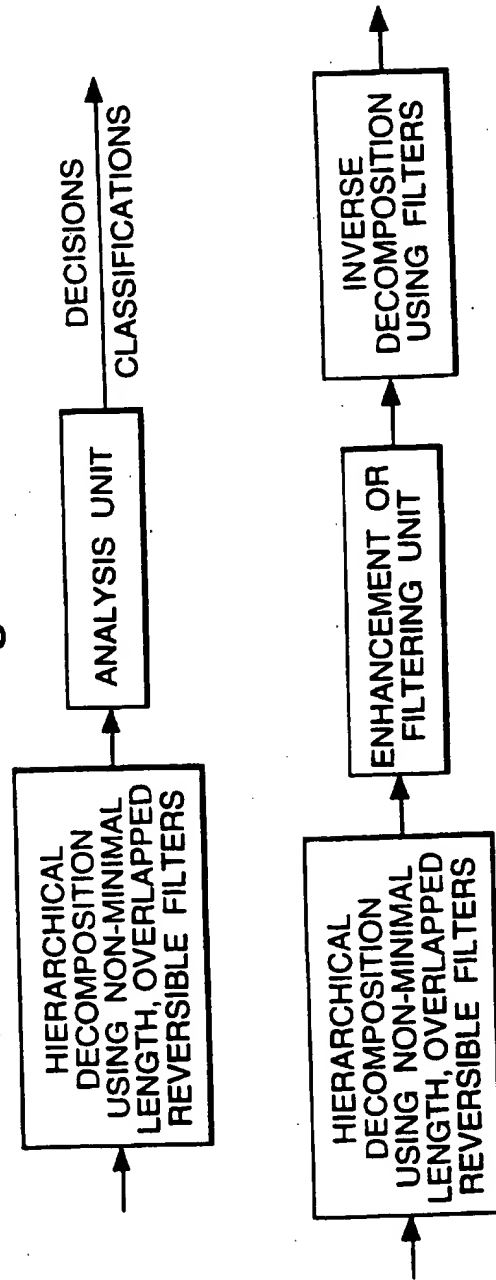 HIERARCHICAL
DECOMPOSITION
USING NON-MINIMAL
LENGTH, OVERLAPPED
REVERSIBLE FILTERS
ANALYSIS UNIT
DECISIONS
CLASSIFICATIONS
HIERARCHICAL
DECOMPOSITION
USING NON-MINIMAL
LENGTH, OVERLAPPED
REVERSIBLE FILTERS
ENHANCEMENT OR
FILTERING UNIT
INVERSE
DECOMPOSITION
USING FILTERS